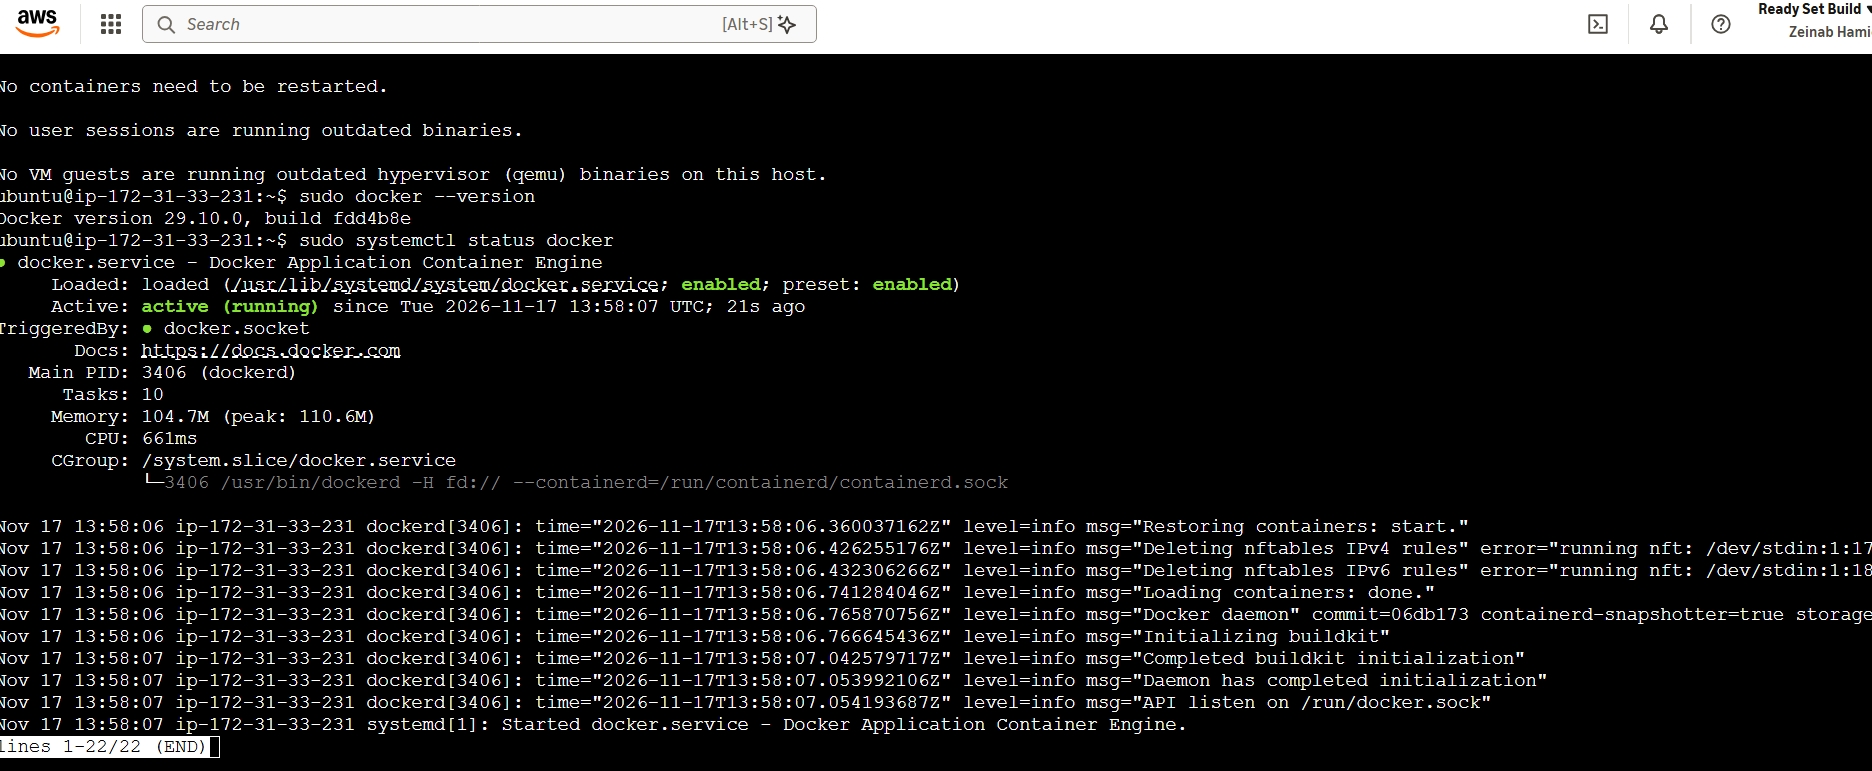 aws
Search [Alt+S]
Ready Set Build
Zeinab Hami
No containers need to be restarted.
No user sessions are running outdated binaries.
No VM guests are running outdated hypervisor (qemu) binaries on this host.
ubuntu@ip-172-31-33-231:~$ sudo docker --version
Docker version 29.10.0, build fdd4b8e
ubuntu@ip-172-31-33-231:~$ sudo systemctl status docker
● docker.service - Docker Application Container Engine
Loaded: loaded (/usr/lib/systemd/system/docker.service; enabled; preset: enabled)
Active: active (running) since Tue 2026-11-17 13:58:07 UTC; 21s ago
TriggeredBy: ● docker.socket
Docs: https://docs.docker.com
Main PID: 3406 (dockerd)
Tasks: 10
Memory: 104.7M (peak: 110.6M)
CPU: 661ms
CGroup: /system.slice/docker.service
└─3406 /usr/bin/dockerd -H fd:// --containerd=/run/containerd/containerd.sock
Nov 17 13:58:06 ip-172-31-33-231 dockerd[3406]: time="2026-11-17T13:58:06.360037162Z" level=info msg="Restoring containers: start."
Nov 17 13:58:06 ip-172-31-33-231 dockerd[3406]: time="2026-11-17T13:58:06.426255176Z" level=info msg="Deleting nftables IPv4 rules" error="running nft: /dev/stdin:1:17
Nov 17 13:58:06 ip-172-31-33-231 dockerd[3406]: time="2026-11-17T13:58:06.432306266Z" level=info msg="Deleting nftables IPv6 rules" error="running nft: /dev/stdin:1:18
Nov 17 13:58:06 ip-172-31-33-231 dockerd[3406]: time="2026-11-17T13:58:06.741284046Z" level=info msg="Loading containers: done."
Nov 17 13:58:06 ip-172-31-33-231 dockerd[3406]: time="2026-11-17T13:58:06.765870756Z" level=info msg="Docker daemon" commit=06db173 containerd-snapshotter=true storage
Nov 17 13:58:06 ip-172-31-33-231 dockerd[3406]: time="2026-11-17T13:58:06.766645436Z" level=info msg="Initializing buildkit"
Nov 17 13:58:07 ip-172-31-33-231 dockerd[3406]: time="2026-11-17T13:58:07.042579717Z" level=info msg="Completed buildkit initialization"
Nov 17 13:58:07 ip-172-31-33-231 dockerd[3406]: time="2026-11-17T13:58:07.053992106Z" level=info msg="Daemon has completed initialization"
Nov 17 13:58:07 ip-172-31-33-231 dockerd[3406]: time="2026-11-17T13:58:07.054193687Z" level=info msg="API listen on /run/docker.sock"
Nov 17 13:58:07 ip-172-31-33-231 systemd[1]: Started docker.service - Docker Application Container Engine.
lines 1-22/22 (END)